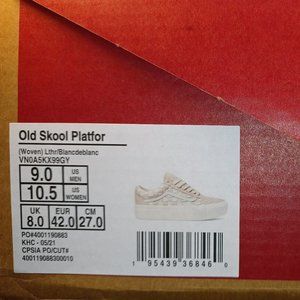 Old Skool Platfor
(Woven) Lthr/Blancdeblanc
VN0A5KX99GY
9.0 US MEN
10.5 US WOMEN
UK EUR CM
8.0 42.0 27.0
PO#4001190883
KHC - 05/21
CPSIA PO/CUT#
400119088300010
1 95439 36846 0